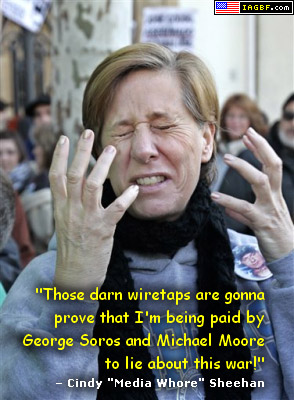 IAGBF.com
"Those darn wiretaps are gonna
prove that I'm being paid by
George Soros and Michael Moore
to lie about this war!"
– Cindy "Media Whore" Sheehan